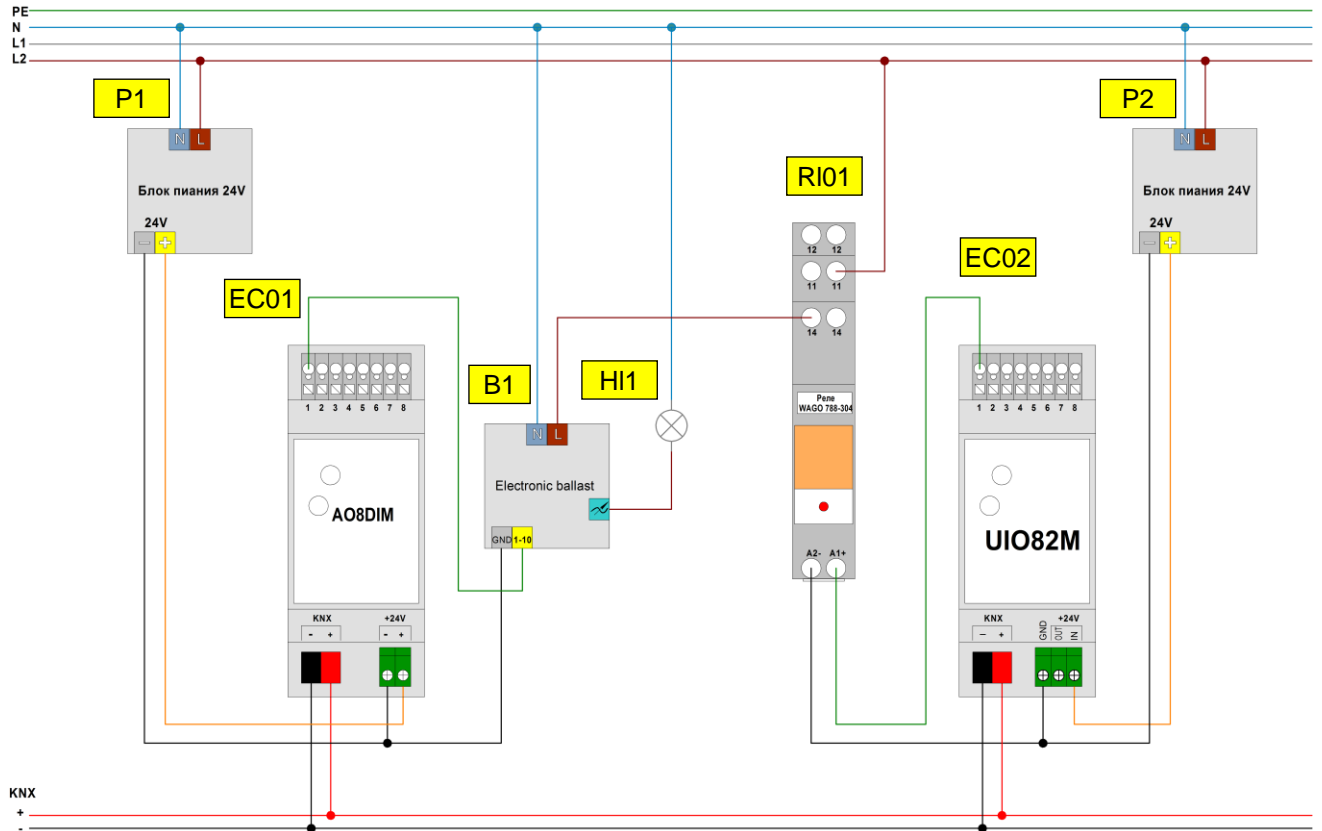 PE
N
L1
L2
P1
P2
N L
N L
Блок пиания 24V
Блок пиания 24V
RI01
24V
24V
− +
− +
12 12
EC01
EC02
11 11
14 14
B1
HI1
Реле
WAGO 788-304
1 2 3 4 5 6 7 8
1 2 3 4 5 6 7 8
N L
Electronic ballast
AO8DIM
UIO82M
GND 1-10
A2- A1+
KNX
- +
+24V
- +
KNX
− +
+24V
GND OUT IN
KNX
+
-